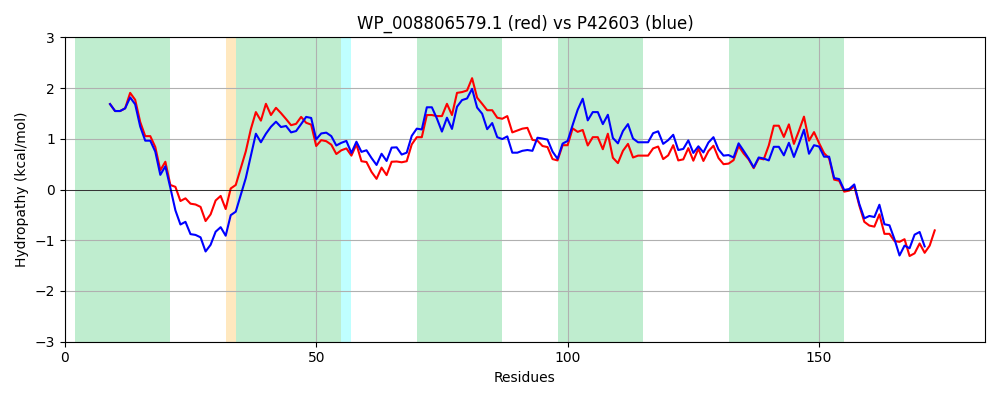 WP_008806579.1 (red) vs P42603 (blue)
Hydropathy (kcal/mol)
3
2
1
0
−1
−2
−3
0 50 100 150
Residues